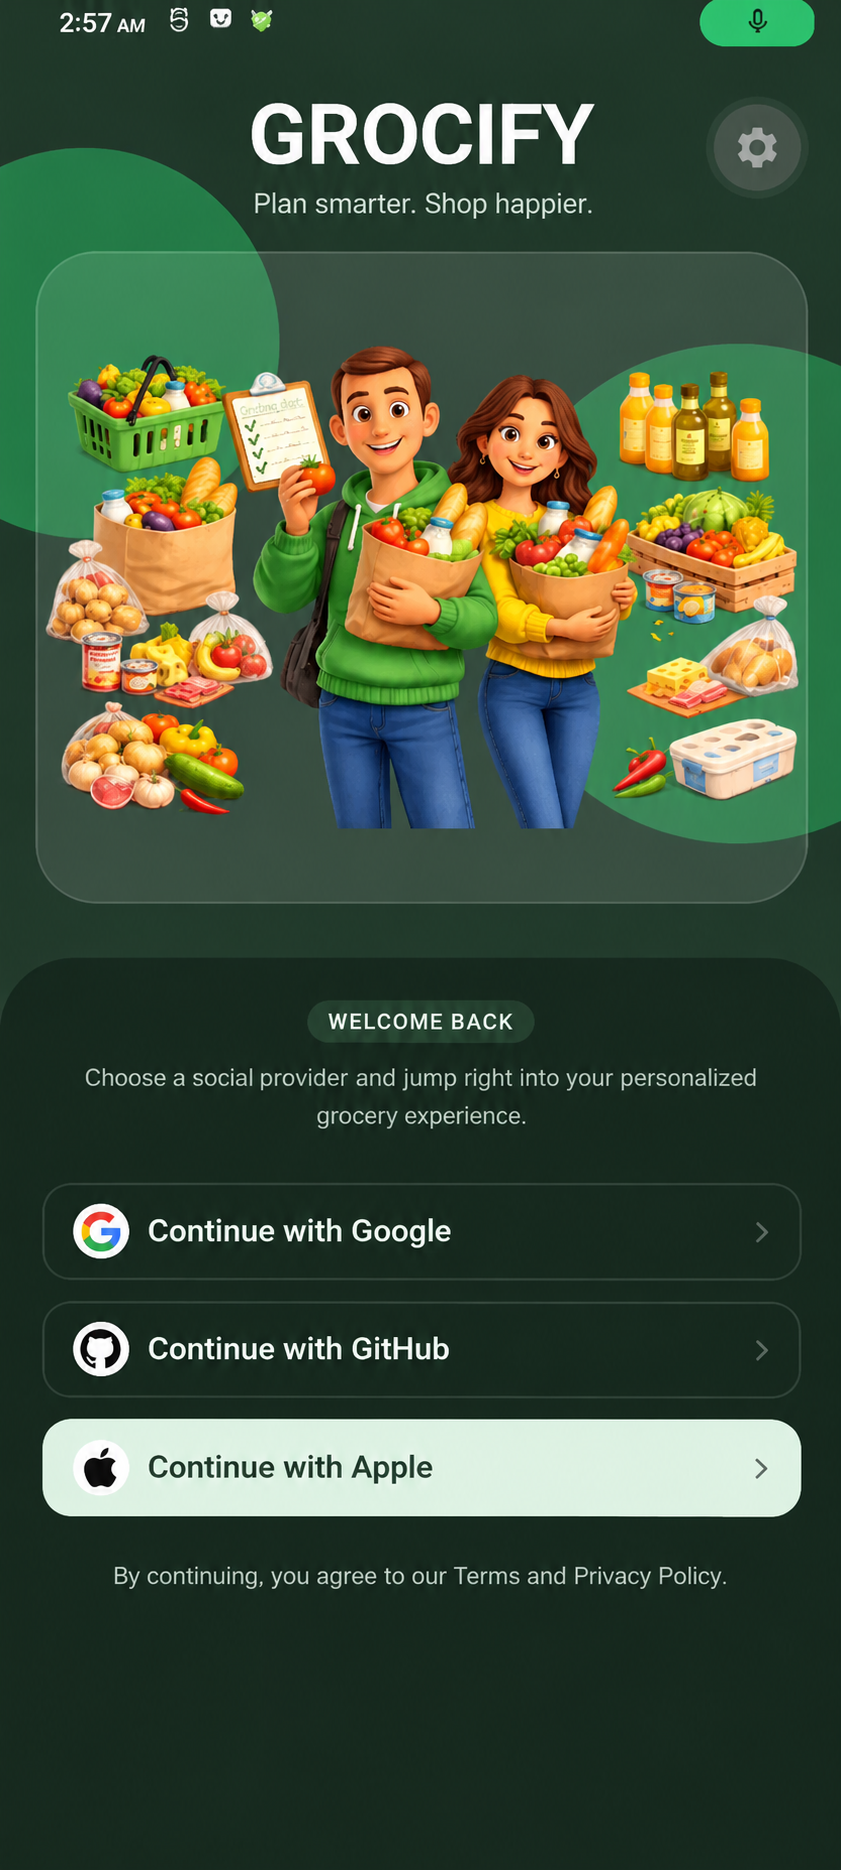 2:57 AM
GROCIFY
Plan smarter. Shop happier.
WELCOME BACK
Choose a social provider and jump right into your personalized
grocery experience.
Continue with Google
Continue with GitHub
Continue with Apple
By continuing, you agree to our Terms and Privacy Policy.